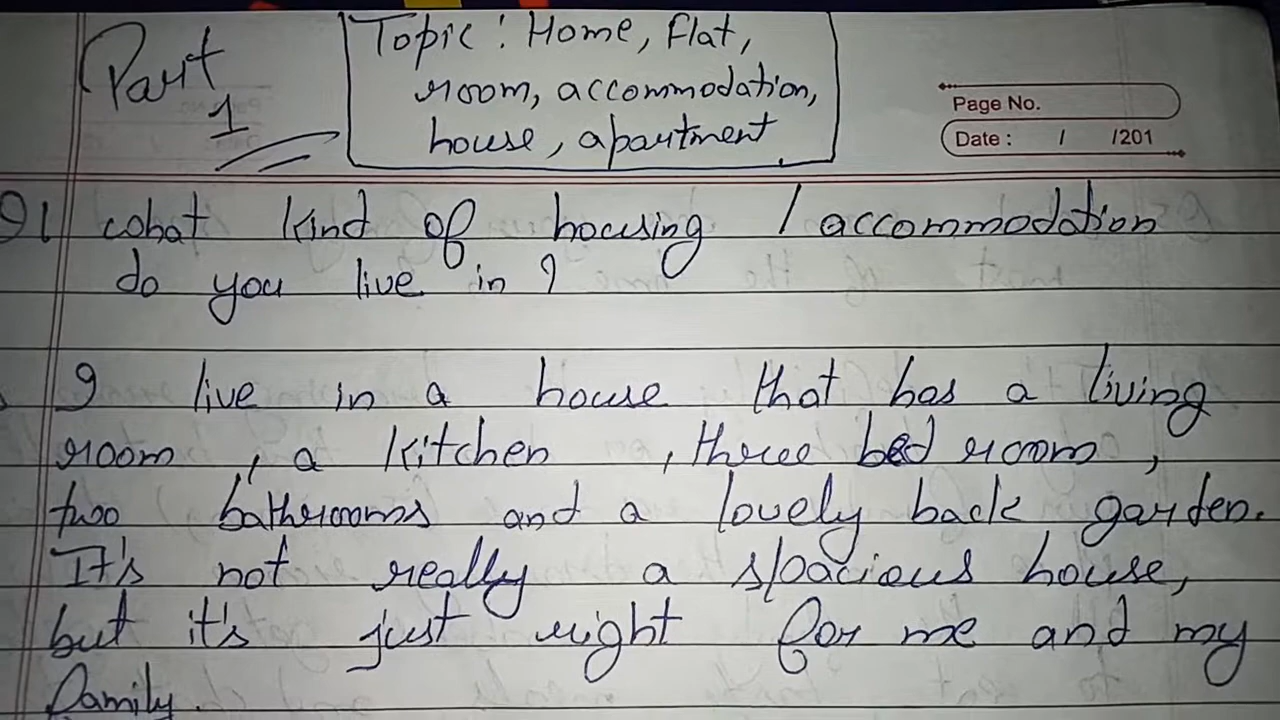 Part 1
Topic : Home, Flat,
room, accommodation,
house, apartment.
Page No.
Date : / /201
Q1 What kind of housing / accommodation
do you live in ?
I live in a house that has a living
room, a kitchen, three bed room,
two bathrooms and a lovely back garden.
It's not really a spacious house,
but it's just right for me and my
family.